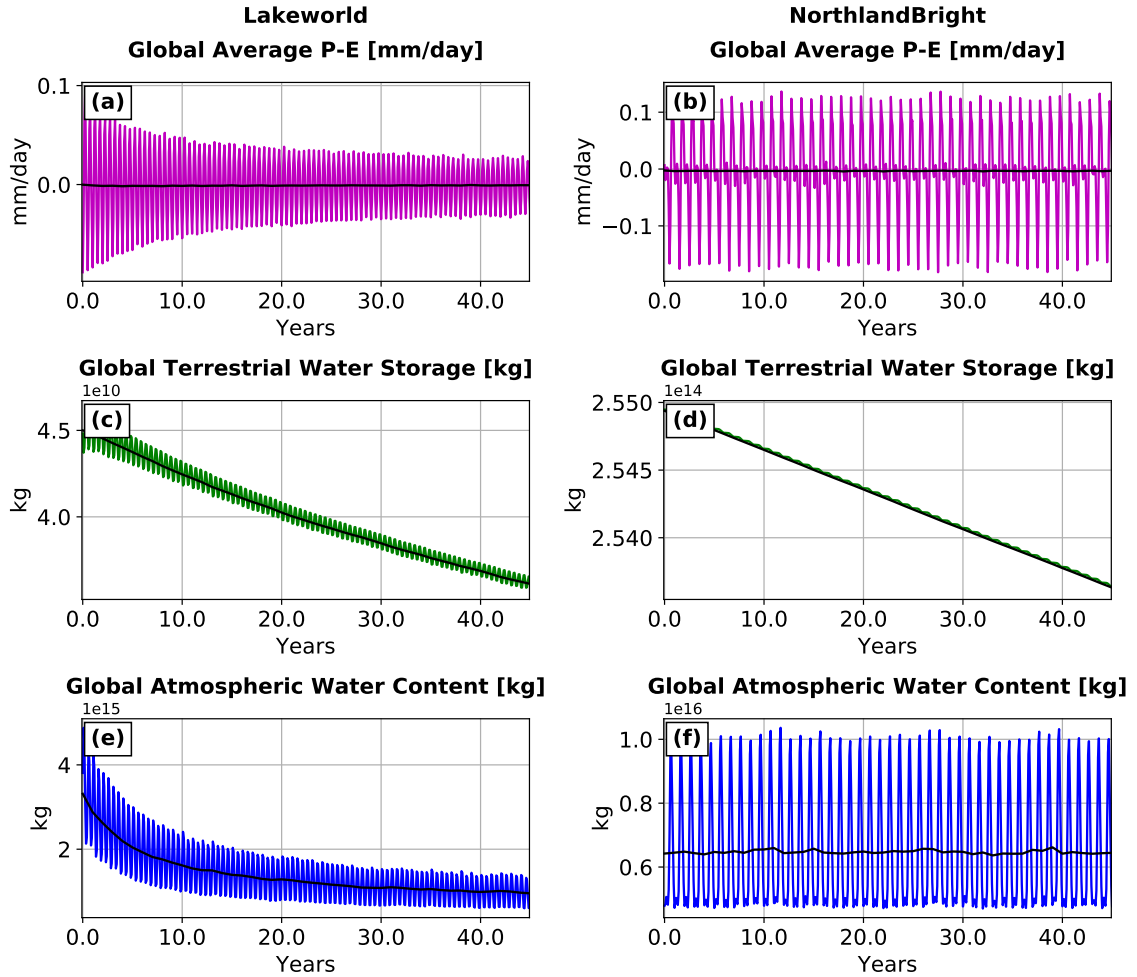 Lakeworld
NorthlandBright
Global Average P-E [mm/day]
Global Average P-E [mm/day]
(a)
0.1
0.0
mm/day
0.0 10.0 20.0 30.0 40.0
Years
(b)
0.1
0.0
−0.1
mm/day
0.0 10.0 20.0 30.0 40.0
Years
Global Terrestrial Water Storage [kg]
1e10
(c)
4.5
4.0
kg
0.0 10.0 20.0 30.0 40.0
Years
Global Terrestrial Water Storage [kg]
1e14
(d)
2.550
2.545
2.540
kg
0.0 10.0 20.0 30.0 40.0
Years
Global Atmospheric Water Content [kg]
1e15
(e)
4
2
kg
0.0 10.0 20.0 30.0 40.0
Years
Global Atmospheric Water Content [kg]
1e16
(f)
1.0
0.8
0.6
kg
0.0 10.0 20.0 30.0 40.0
Years